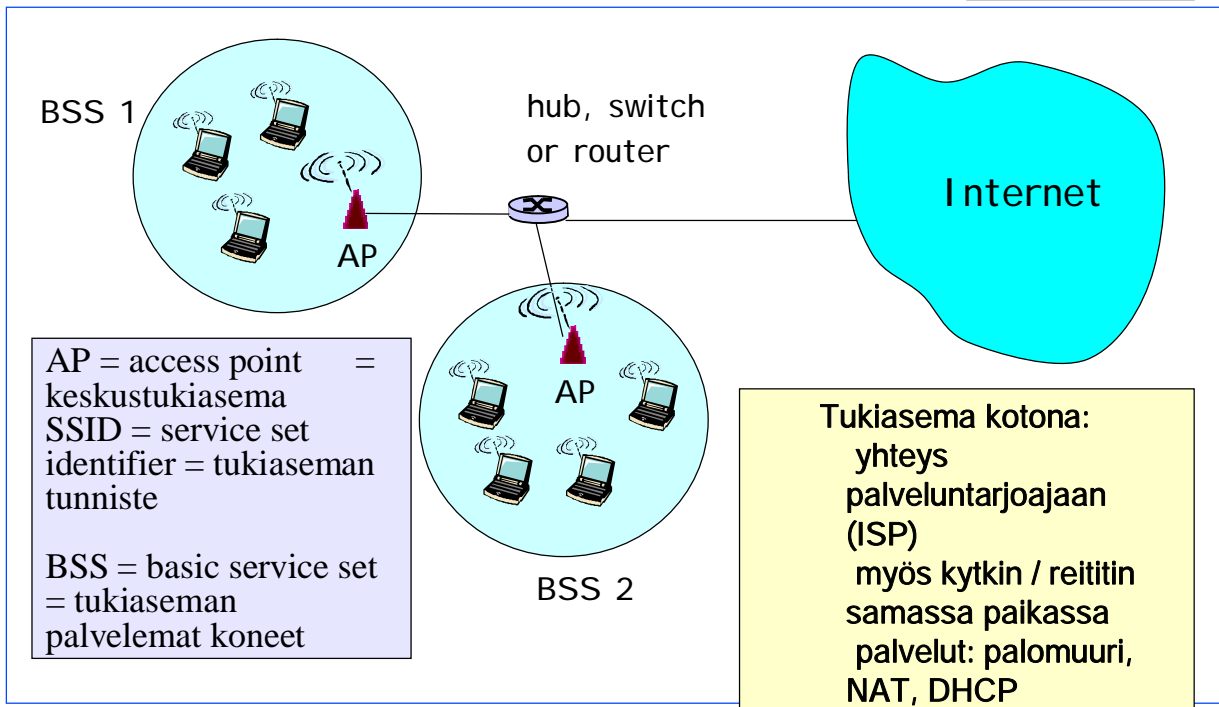 BSS 1
hub, switch
or router
Internet
AP
AP
BSS 2
AP = access point =
keskustukiasema
SSID = service set
identifier = tukiaseman
tunniste
BSS = basic service set
= tukiaseman
palvelemat koneet
Tukiasema kotona:
yhteys
palveluntarjoajaan
(ISP)
myös kytkin / reititin
samassa paikassa
palvelut: palomuuri,
NAT, DHCP